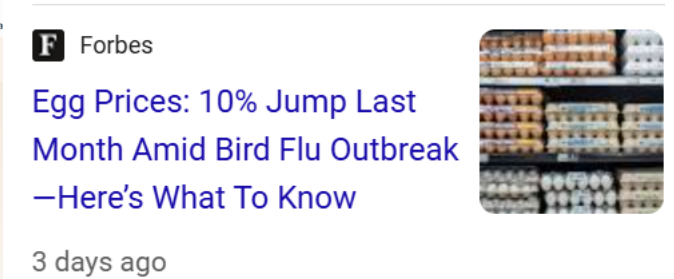 Forbes
Egg Prices: 10% Jump Last
Month Amid Bird Flu Outbreak
—Here’s What To Know
3 days ago